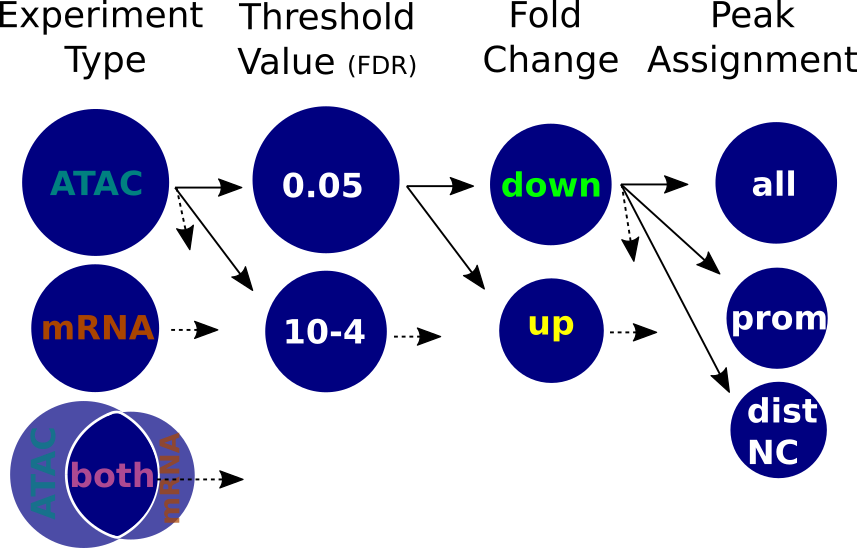 Experiment
Type
Threshold
Value (FDR)
Fold
Change
Peak
Assignment
ATAC
0.05
down
all
mRNA
10-4
up
prom
ATAC
both
mRNA
dist
NC